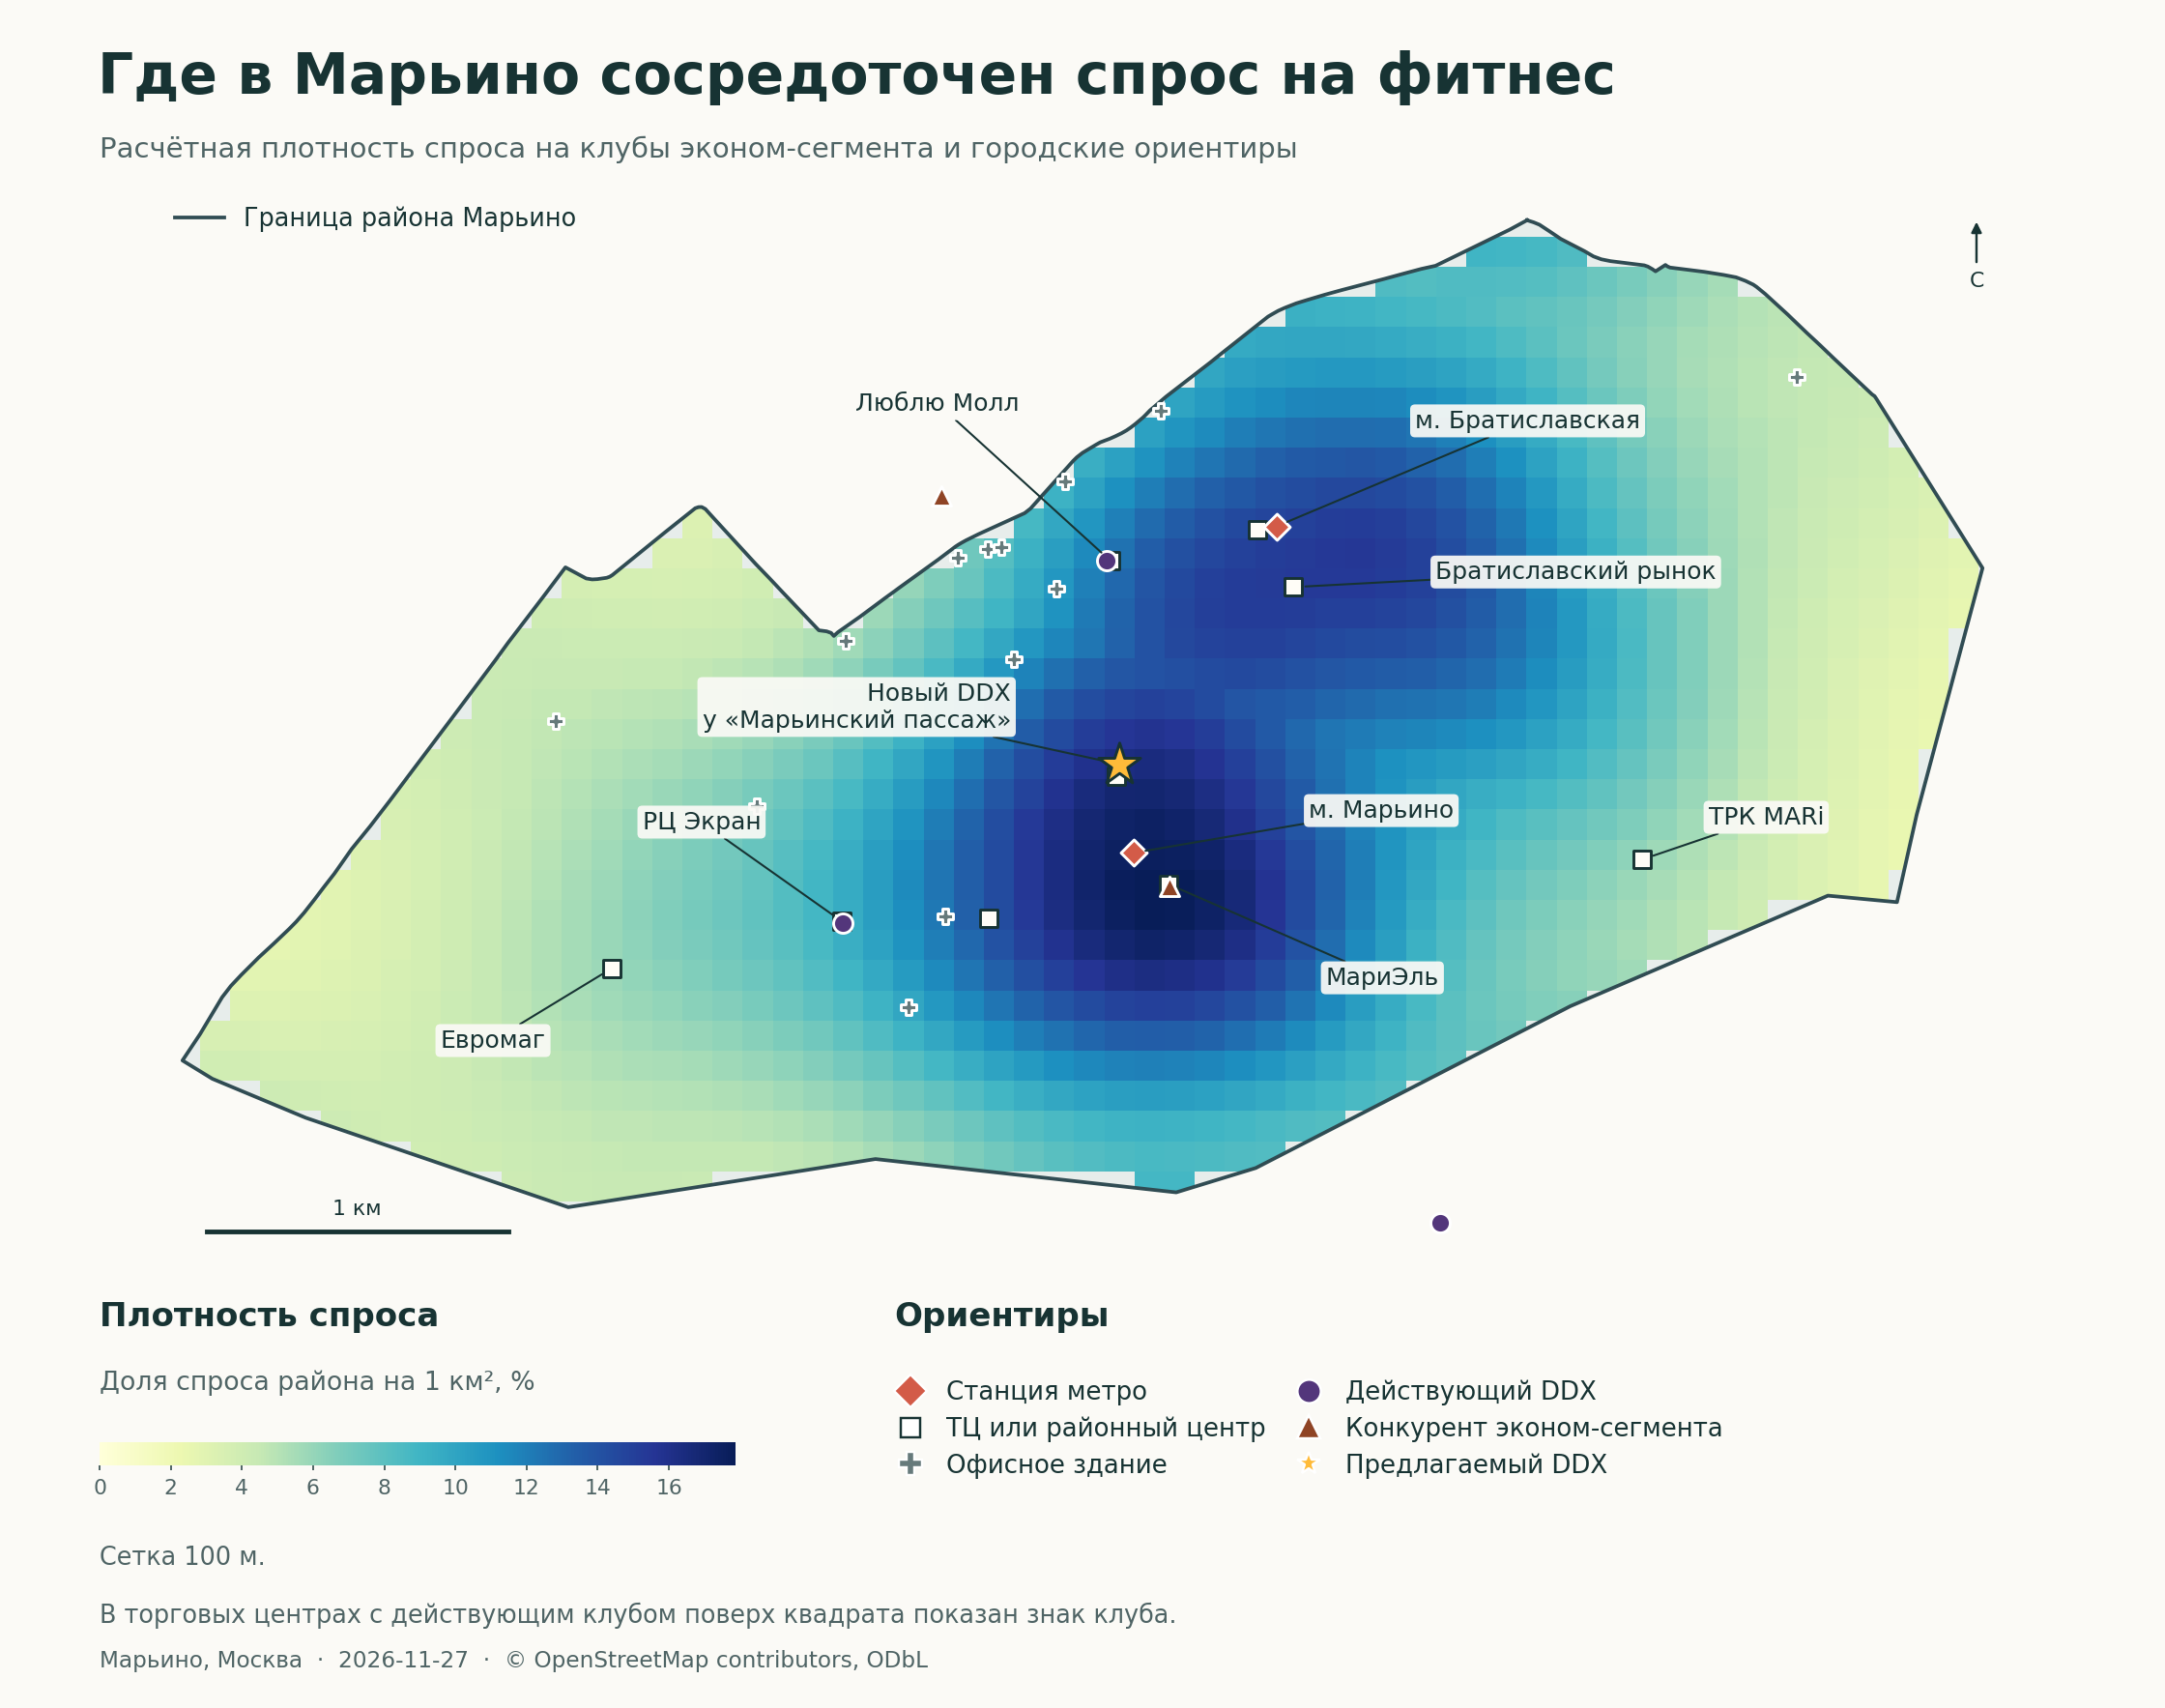 Где в Марьино сосредоточен спрос на фитнес
Расчётная плотность спроса на клубы эконом-сегмента и городские ориентиры
Граница района Марьино
С
Люблю Молл
м. Братиславская
Братиславский рынок
Новый DDX
у «Марьинский пассаж»
м. Марьино
ТРК MARi
РЦ Экран
МариЭль
Евромаг
1 км
Плотность спроса
Доля спроса района на 1 км², %
0 2 4 6 8 10 12 14 16
Ориентиры
Станция метро
ТЦ или районный центр
Офисное здание
Действующий DDX
Конкурент эконом-сегмента
Предлагаемый DDX
Сетка 100 м.
В торговых центрах с действующим клубом поверх квадрата показан знак клуба.
Марьино, Москва · 2026-11-27 · © OpenStreetMap contributors, ODbL